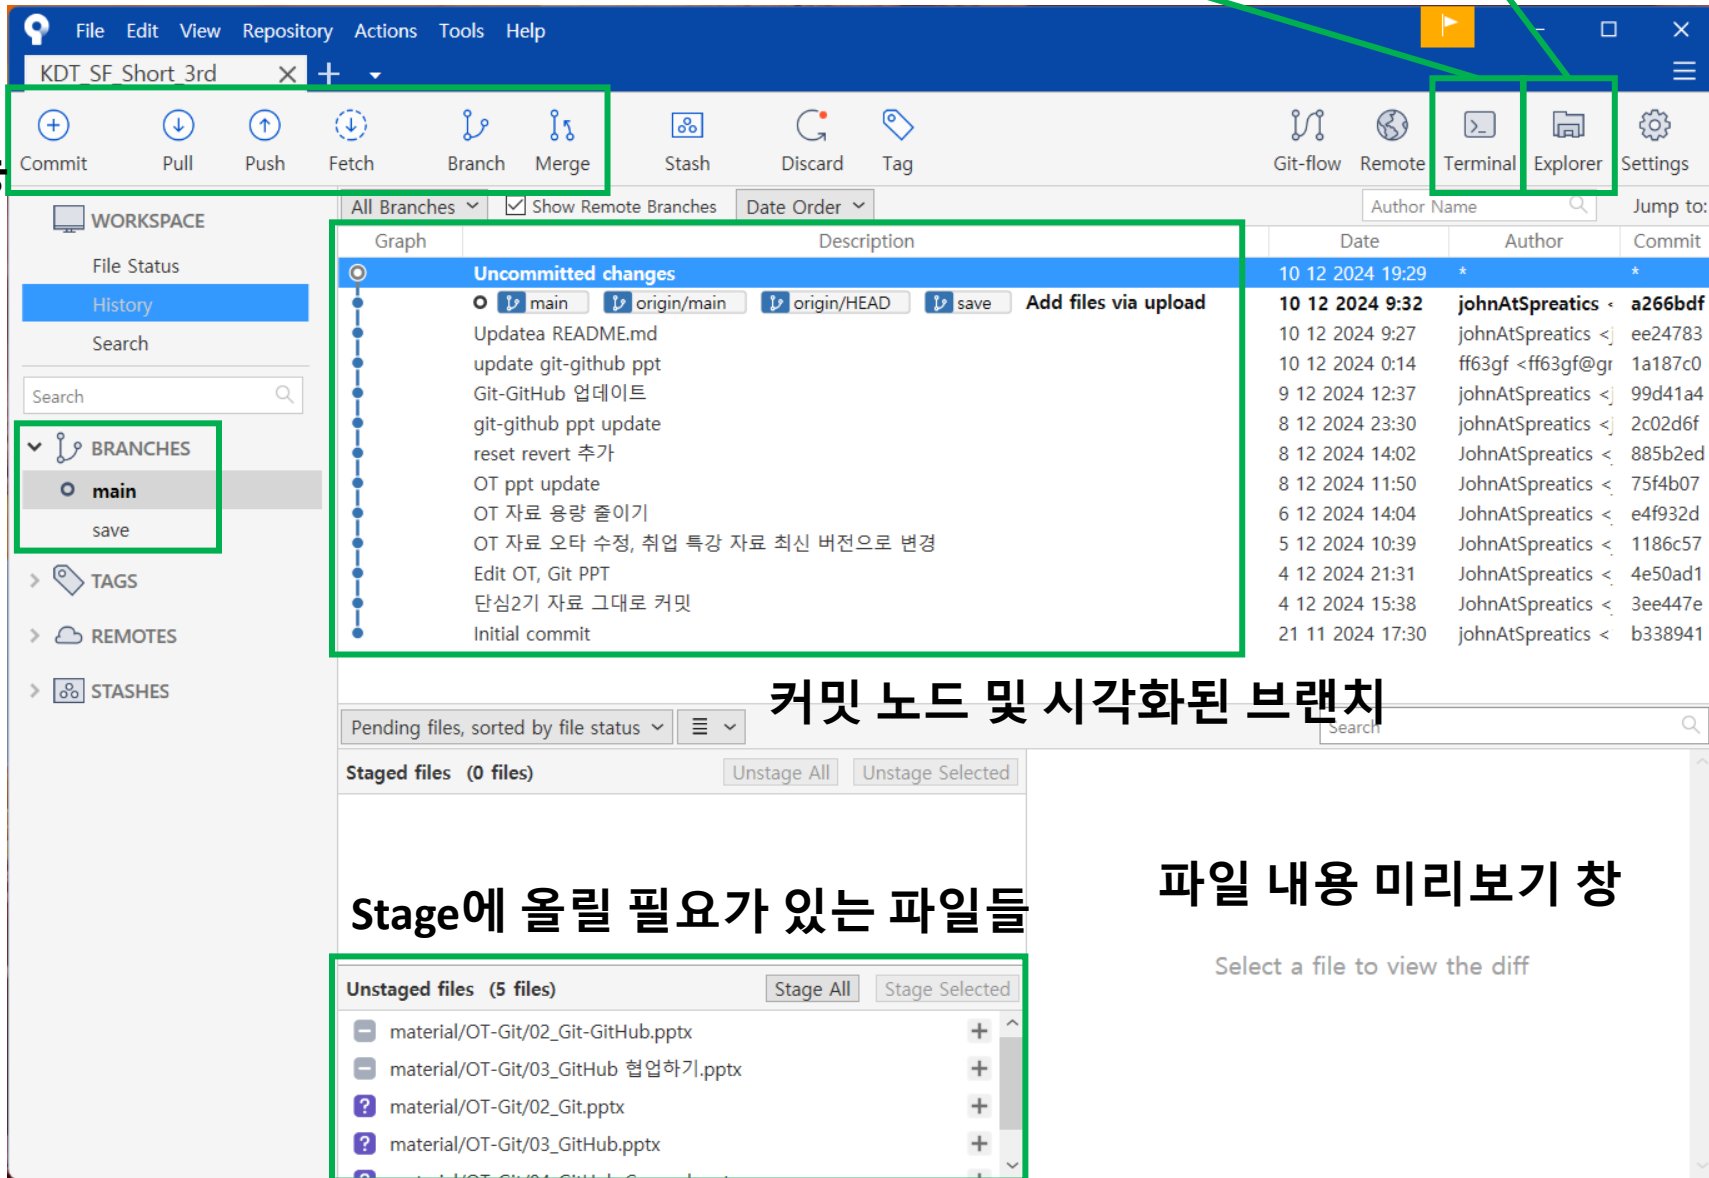 File Edit View Repository Actions Tools Help
KDT_SF_Short_3rd
Commit Pull Push Fetch Branch Merge Stash Discard Tag Git-flow Remote Terminal Explorer Settings
All Branches Show Remote Branches Date Order Author Name Jump to:
WORKSPACE
File Status
History
Search
Search
BRANCHES
main
save
TAGS
REMOTES
STASHES
Graph Description Date Author Commit
Uncommitted changes 10 12 2024 19:29 * *
main origin/main origin/HEAD save Add files via upload 10 12 2024 9:32 johnAtSpreatics < a266bdf
Updatea README.md 10 12 2024 9:27 johnAtSpreatics <j ee24783
update git-github ppt 10 12 2024 0:14 ff63gf <ff63gf@gr 1a187c0
Git-GitHub 업데이트 9 12 2024 12:37 johnAtSpreatics <j 99d41a4
git-github ppt update 8 12 2024 23:30 johnAtSpreatics <j 2c02d6f
reset revert 추가 8 12 2024 14:02 JohnAtSpreatics < 885b2ed
OT ppt update 8 12 2024 11:50 JohnAtSpreatics < 75f4b07
OT 자료 용량 줄이기 6 12 2024 14:04 JohnAtSpreatics < e4f932d
OT 자료 오타 수정, 취업 특강 자료 최신 버전으로 변경 5 12 2024 10:39 JohnAtSpreatics < 1186c57
Edit OT, Git PPT 4 12 2024 21:31 JohnAtSpreatics < 4e50ad1
단심2기 자료 그대로 커밋 4 12 2024 15:38 JohnAtSpreatics < 3ee447e
Initial commit 21 11 2024 17:30 johnAtSpreatics < b338941
커밋 노드 및 시각화된 브랜치
Pending files, sorted by file status Search
Staged files (0 files) Unstage All Unstage Selected
Stage에 올릴 필요가 있는 파일들
파일 내용 미리보기 창
Select a file to view the diff
Unstaged files (5 files) Stage All Stage Selected
material/OT-Git/02_Git-GitHub.pptx
material/OT-Git/03_GitHub 협업하기.pptx
material/OT-Git/02_Git.pptx
material/OT-Git/03_GitHub.pptx